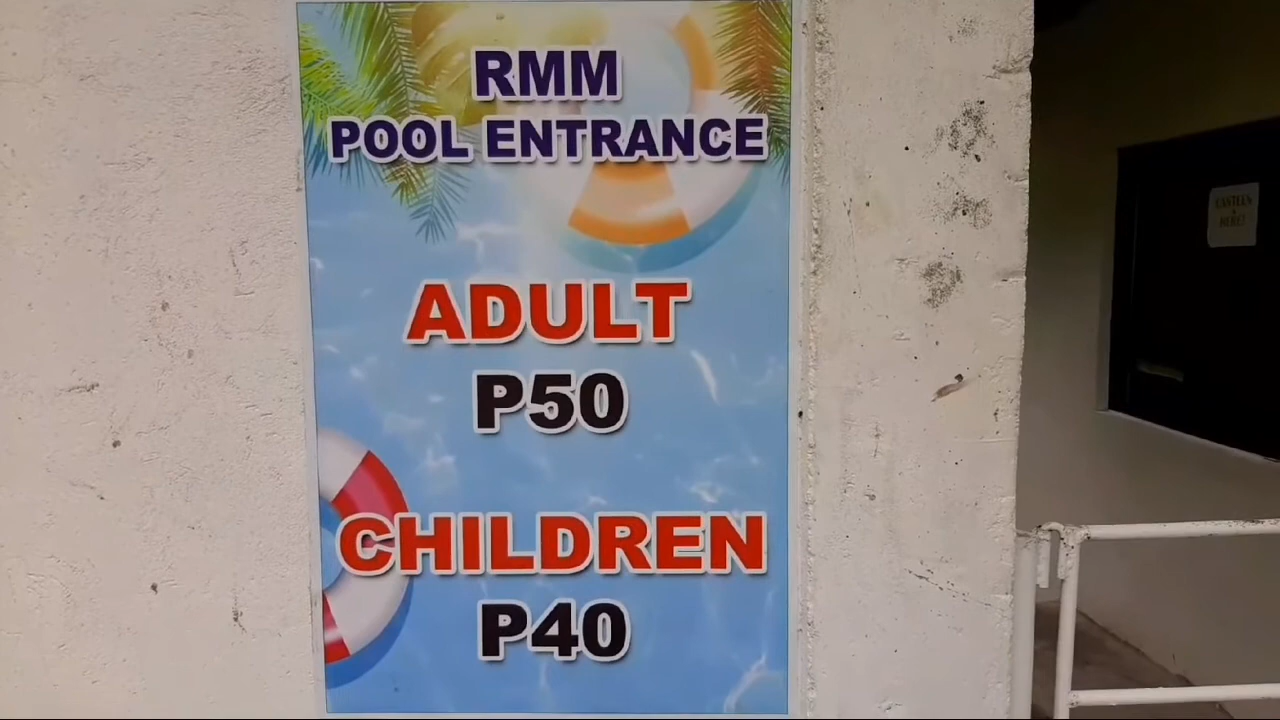 RMM
POOL ENTRANCE
ADULT
P50
CHILDREN
P40